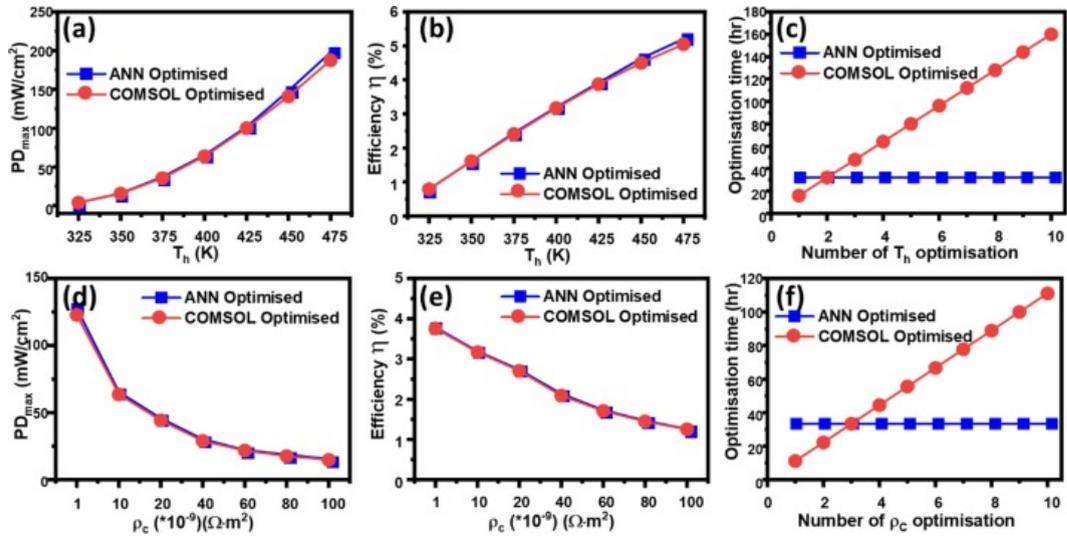 (a)
PDmax (mW/cm²)
250
200
150
100
50
0
ANN Optimised
COMSOL Optimised
325 350 375 400 425 450 475
Th (K)
(b)
Efficiency η (%)
6
5
4
3
2
1
0
ANN Optimised
COMSOL Optimised
325 350 375 400 425 450 475
Th (K)
(c)
Optimisation time (hr)
180
160
140
120
100
80
60
40
20
0
ANN Optimised
COMSOL Optimised
0 2 4 6 8 10
Number of Th optimisation
(d)
PDmax (mW/cm²)
150
100
50
0
ANN Optimised
COMSOL Optimised
1 10 20 40 60 80 100
ρc (*10⁻⁹)(Ω·m²)
(e)
Efficiency η (%)
5
4
3
2
1
0
ANN Optimised
COMSOL Optimised
1 10 20 40 60 80 100
ρc (*10⁻⁹) (Ω·m²)
(f)
Optimisation time (hr)
120
100
80
60
40
20
0
ANN Optimised
COMSOL Optimised
0 2 4 6 8 10
Number of ρC optimisation